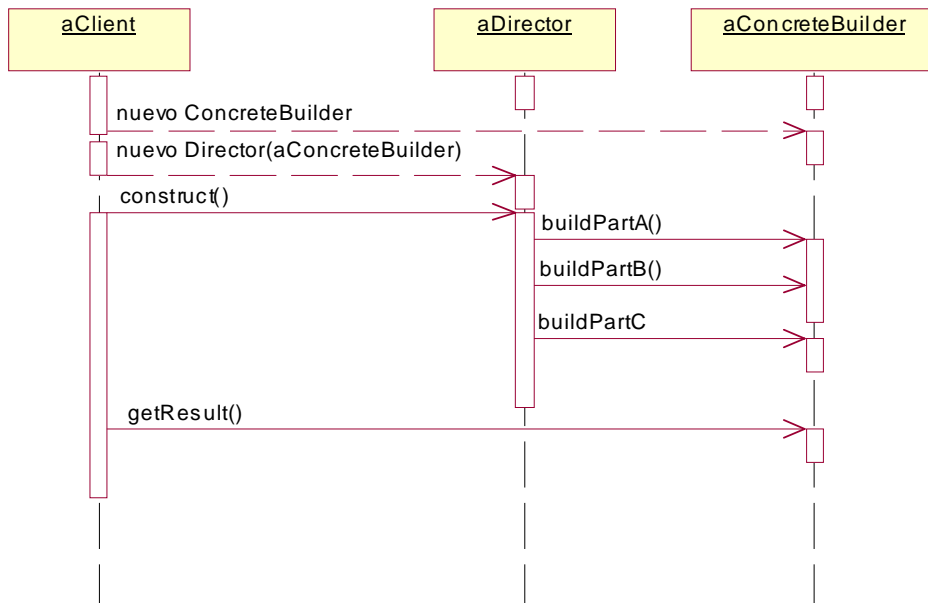 aClient
aDirector
aConcreteBuilder
nuevo ConcreteBuilder
nuevo Director(aConcreteBuilder)
construct()
buildPartA()
buildPartB()
buildPartC
getResult()